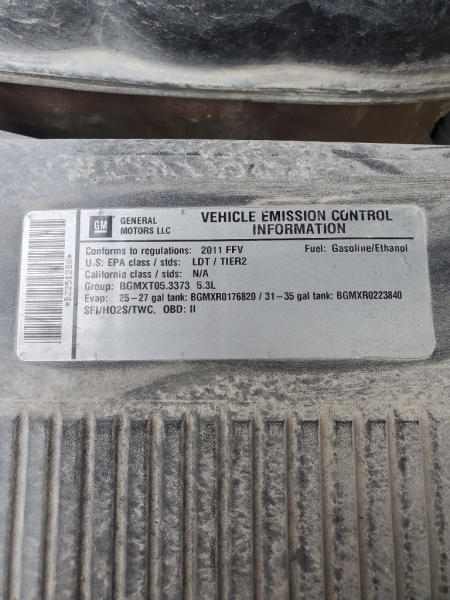 GM GENERAL MOTORS LLC
VEHICLE EMISSION CONTROL INFORMATION
Conforms to regulations: 2011 FFV Fuel: Gasoline/Ethanol
U.S: EPA class / stds: LDT / TIER2
California class / stds: N/A
Group: BGMXT05.3373 5.3L
Evap: 25-27 gal tank: BGMXR0176820 / 31-35 gal tank: BGMXR0223840
SFI/HO2S/TWC, OBD: II